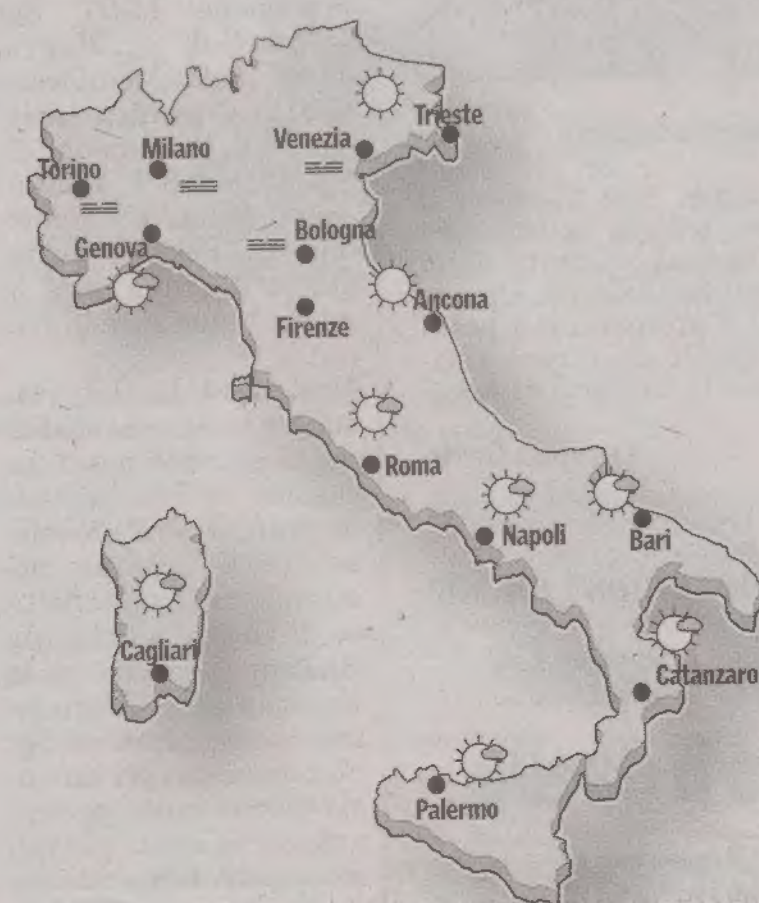 Trieste
Venezia
Milano
Torino
Bologna
Genova
Ancona
Firenze
Roma
Napoli
Bari
Cagliari
Catanzaro
Palermo